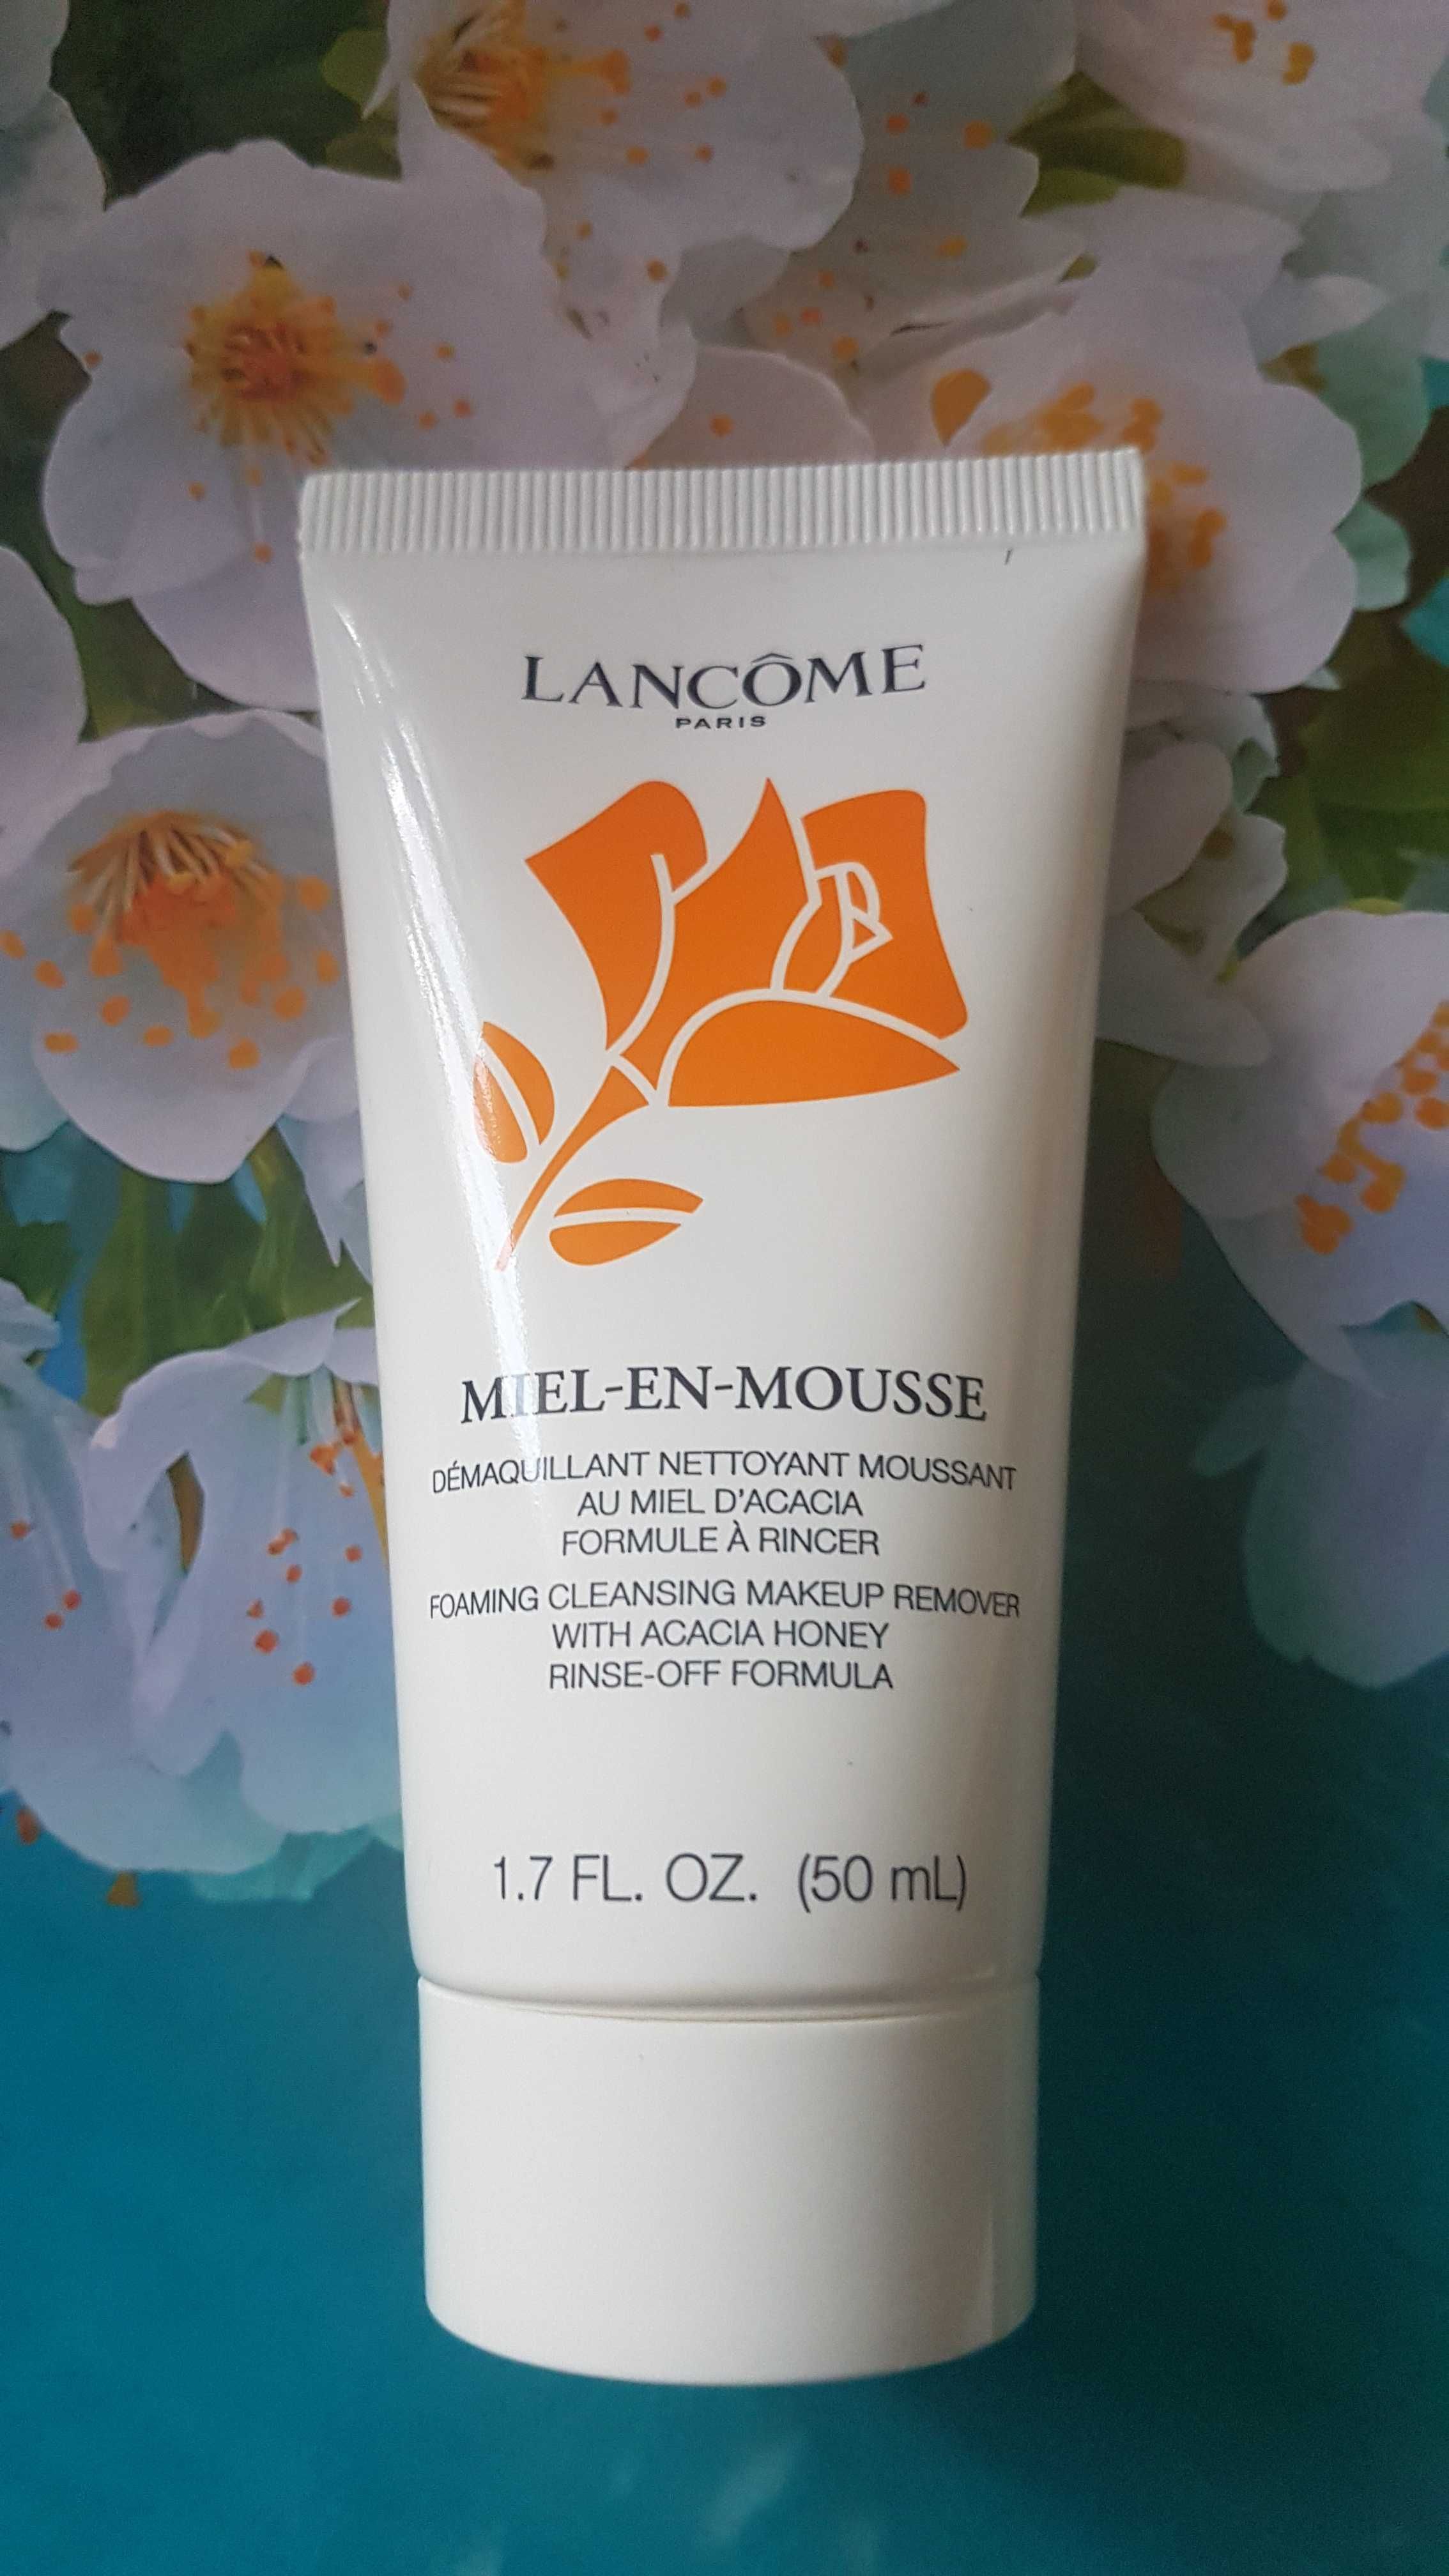 LANCÔME
PARIS
MIEL-EN-MOUSSE
DÉMAQUILLANT NETTOYANT MOUSSANT
AU MIEL D'ACACIA
FORMULE À RINCER
FOAMING CLEANSING MAKEUP REMOVER
WITH ACACIA HONEY
RINSE-OFF FORMULA
1.7 FL. OZ. (50 mL)